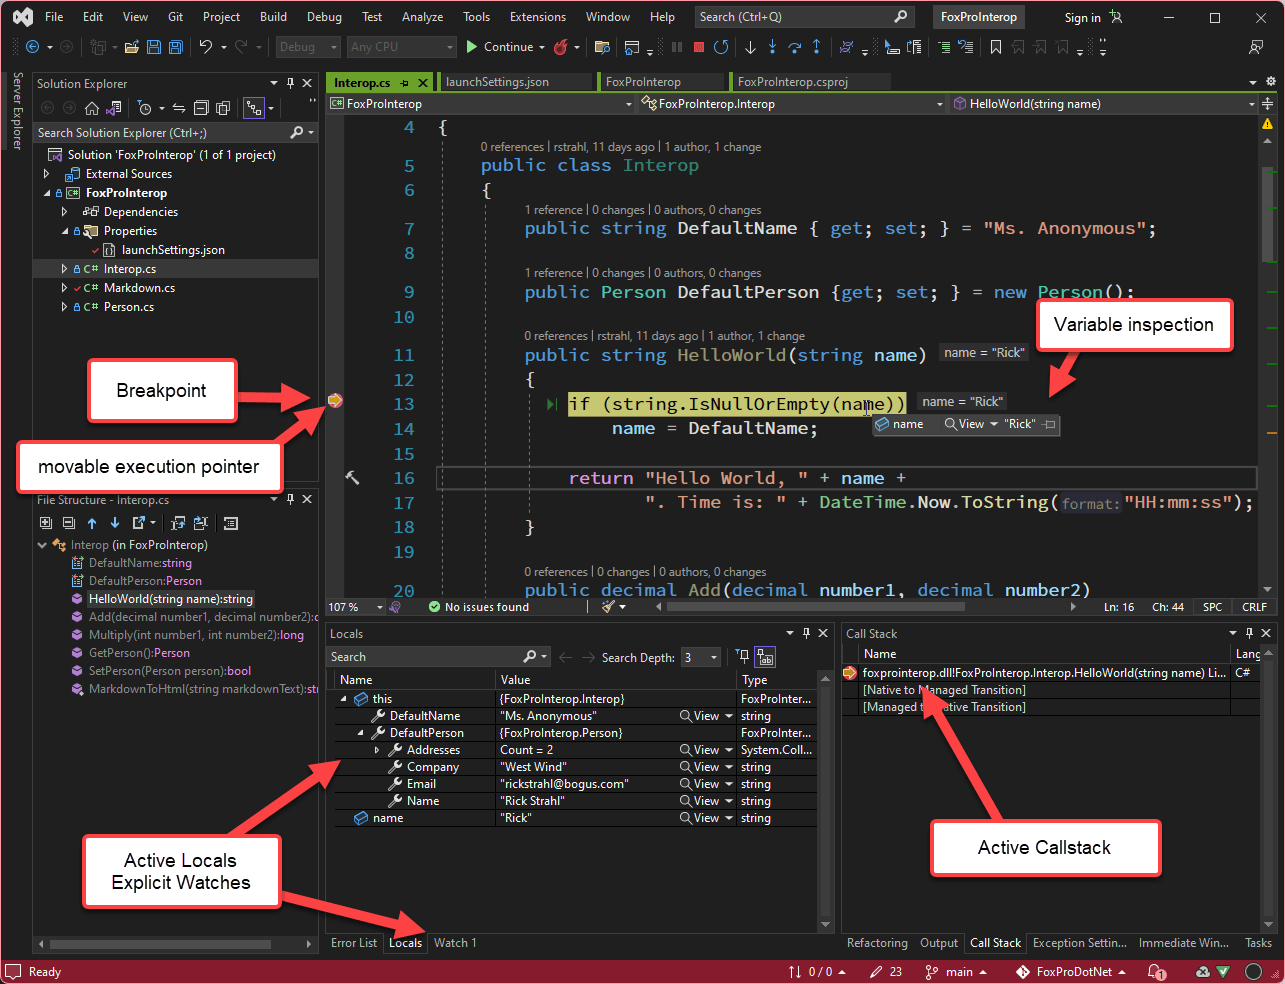 File Edit View Git Project Build Debug Test Analyze Tools Extensions Window Help Search (Ctrl+Q) FoxProInterop Sign in
Debug Any CPU Continue
Server Explorer
Solution Explorer
Search Solution Explorer (Ctrl+;)
Solution 'FoxProInterop' (1 of 1 project)
External Sources
FoxProInterop
Dependencies
Properties
launchSettings.json
Interop.cs
Markdown.cs
Person.cs
Breakpoint
movable execution pointer
File Structure - Interop.cs
Interop (in FoxProInterop)
DefaultName:string
DefaultPerson:Person
HelloWorld(string name):string
Add(decimal number1, decimal number2):
Multiply(int number1, int number2):long
GetPerson():Person
SetPerson(Person person):bool
MarkdownToHtml(string markdownText):str
Interop.cs launchSettings.json FoxProInterop FoxProInterop.csproj
FoxProInterop FoxProInterop.Interop HelloWorld(string name)
4 {
0 references | rstrahl, 11 days ago | 1 author, 1 change
5 public class Interop
6 {
1 reference | 0 changes | 0 authors, 0 changes
7 public string DefaultName { get; set; } = "Ms. Anonymous";
8
1 reference | 0 changes | 0 authors, 0 changes
9 public Person DefaultPerson {get; set; } = new Person();
10
Variable inspection
0 references | rstrahl, 11 days ago | 1 author, 1 change
11 public string HelloWorld(string name) name = "Rick"
12 {
13 if (string.IsNullOrEmpty(name)) name = "Rick"
14 name = DefaultName;
name View "Rick"
15
16 return "Hello World, " + name +
17 ". Time is: " + DateTime.Now.ToString(format: "HH:mm:ss");
18 }
19
0 references | 0 changes | 0 authors, 0 changes
20 public decimal Add(decimal number1, decimal number2)
107 % No issues found Ln: 16 Ch: 44 SPC CRLF
Locals
Search Search Depth: 3
Name Value Type
this {FoxProInterop.Interop} FoxProInter...
DefaultName "Ms. Anonymous" View string
DefaultPerson {FoxProInterop.Person} FoxProInter...
Addresses Count = 2 View System.Coll...
Company "West Wind" View string
Email "rickstrahl@bogus.com" View string
Name "Rick Strahl" View string
name "Rick" View string
Active Locals
Explicit Watches
Error List Locals Watch 1
Call Stack
Name Lang
foxprointerop.dll!FoxProInterop.Interop.HelloWorld(string name) Li... C#
[Native to Managed Transition]
[Managed to Native Transition]
Active Callstack
Refactoring Output Call Stack Exception Settin... Immediate Win... Tasks
Ready 0 / 0 23 main FoxProDotNet 1